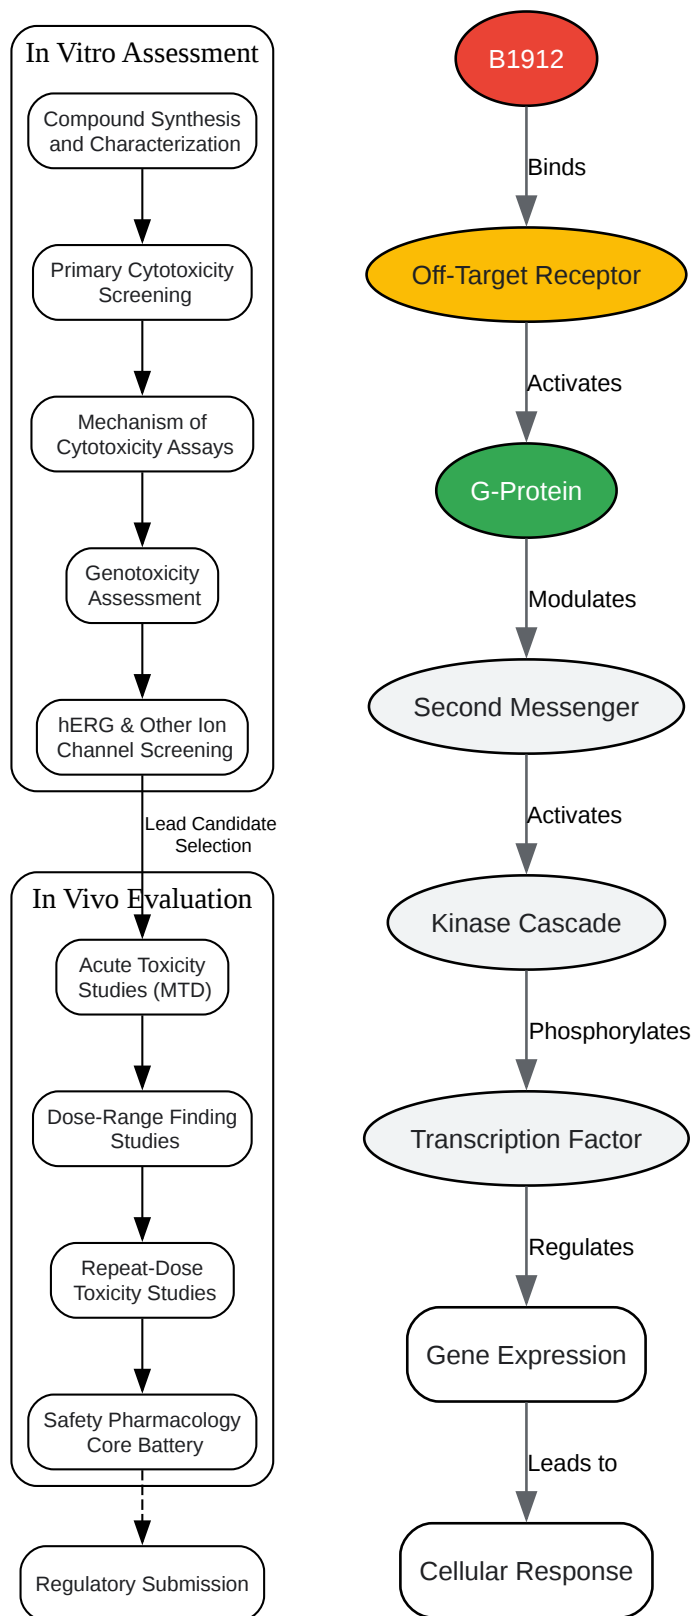 In Vitro Assessment
Compound Synthesis
and Characterization
Primary Cytotoxicity
Screening
Mechanism of
Cytotoxicity Assays
Genotoxicity
Assessment
hERG & Other Ion
Channel Screening
Lead Candidate
Selection
In Vivo Evaluation
Acute Toxicity
Studies (MTD)
Dose-Range Finding
Studies
Repeat-Dose
Toxicity Studies
Safety Pharmacology
Core Battery
Regulatory Submission
B1912
Binds
Off-Target Receptor
Activates
G-Protein
Modulates
Second Messenger
Activates
Kinase Cascade
Phosphorylates
Transcription Factor
Regulates
Gene Expression
Leads to
Cellular Response